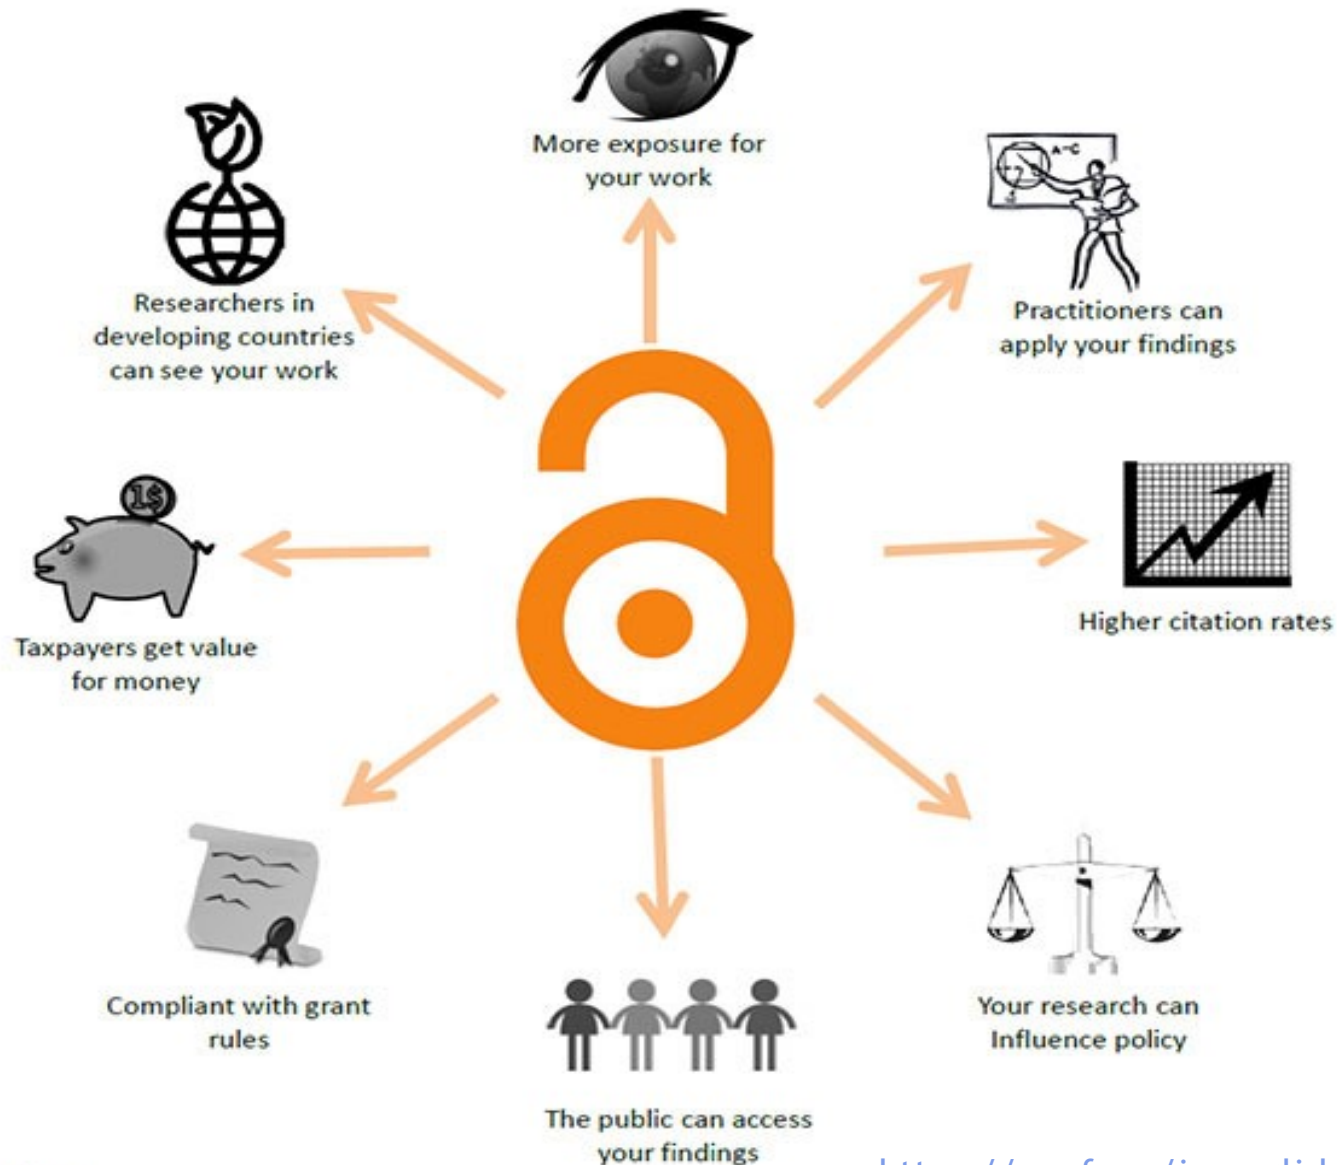 More exposure for
your work
Practitioners can
apply your findings
Higher citation rates
Your research can
Influence policy
The public can access
your findings
Compliant with grant
rules
Taxpayers get value
for money
1$
Researchers in
developing countries
can see your work
A-C